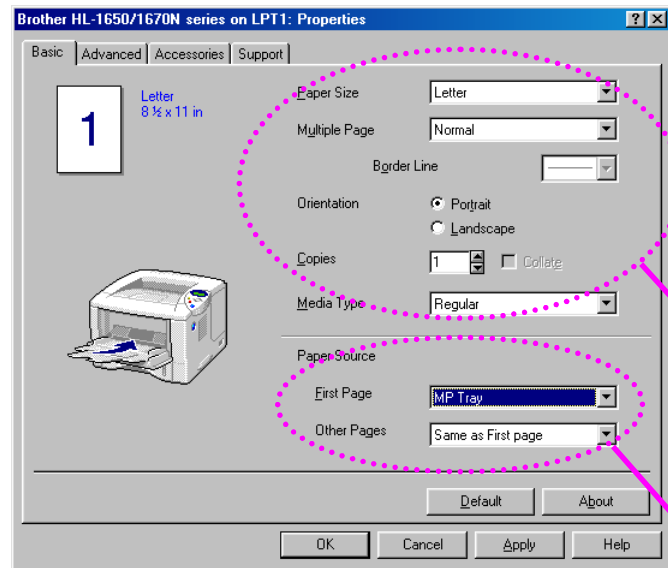 Brother HL-1650/1670N series on LPT1: Properties
Basic Advanced Accessories Support
1
Letter
8 ½ x 11 in
Paper Size Letter
Multiple Page Normal
Border Line
Orientation Portrait
Landscape
Copies 1 Collate
Media Type Regular
Paper Source
First Page MP Tray
Other Pages Same as First page
Default About
OK Cancel Apply Help